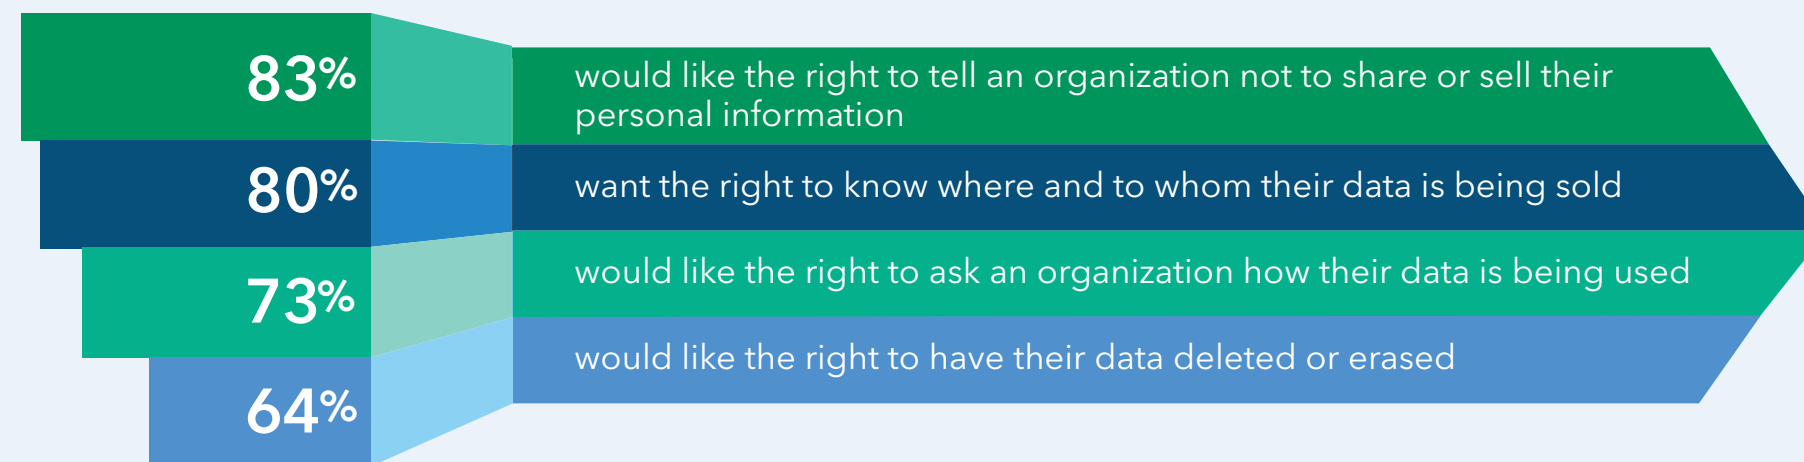 83%
would like the right to tell an organization not to share or sell their
personal information
80%
want the right to know where and to whom their data is being sold
73%
would like the right to ask an organization how their data is being used
64%
would like the right to have their data deleted or erased